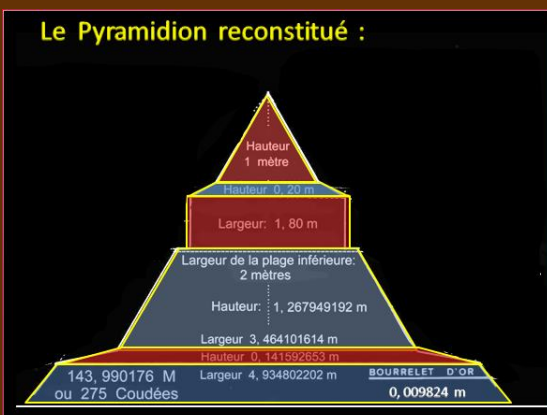 Le Pyramidion reconstitué :
Hauteur
1 mètre
Hauteur 0, 20 m
Largeur: 1, 80 m
Largeur de la plage inférieure:
2 mètres
Hauteur: 1, 267949192 m
Largeur 3, 464101614 m
Hauteur 0, 141592653 m
143, 990176 M
ou 275 Coudées
Largeur 4, 934802202 m
BOURRELET D'OR
0, 009824 m